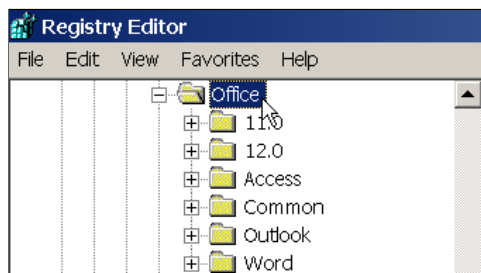 Registry Editor
File Edit View Favorites Help
Office
11.0
12.0
Access
Common
Outlook
Word